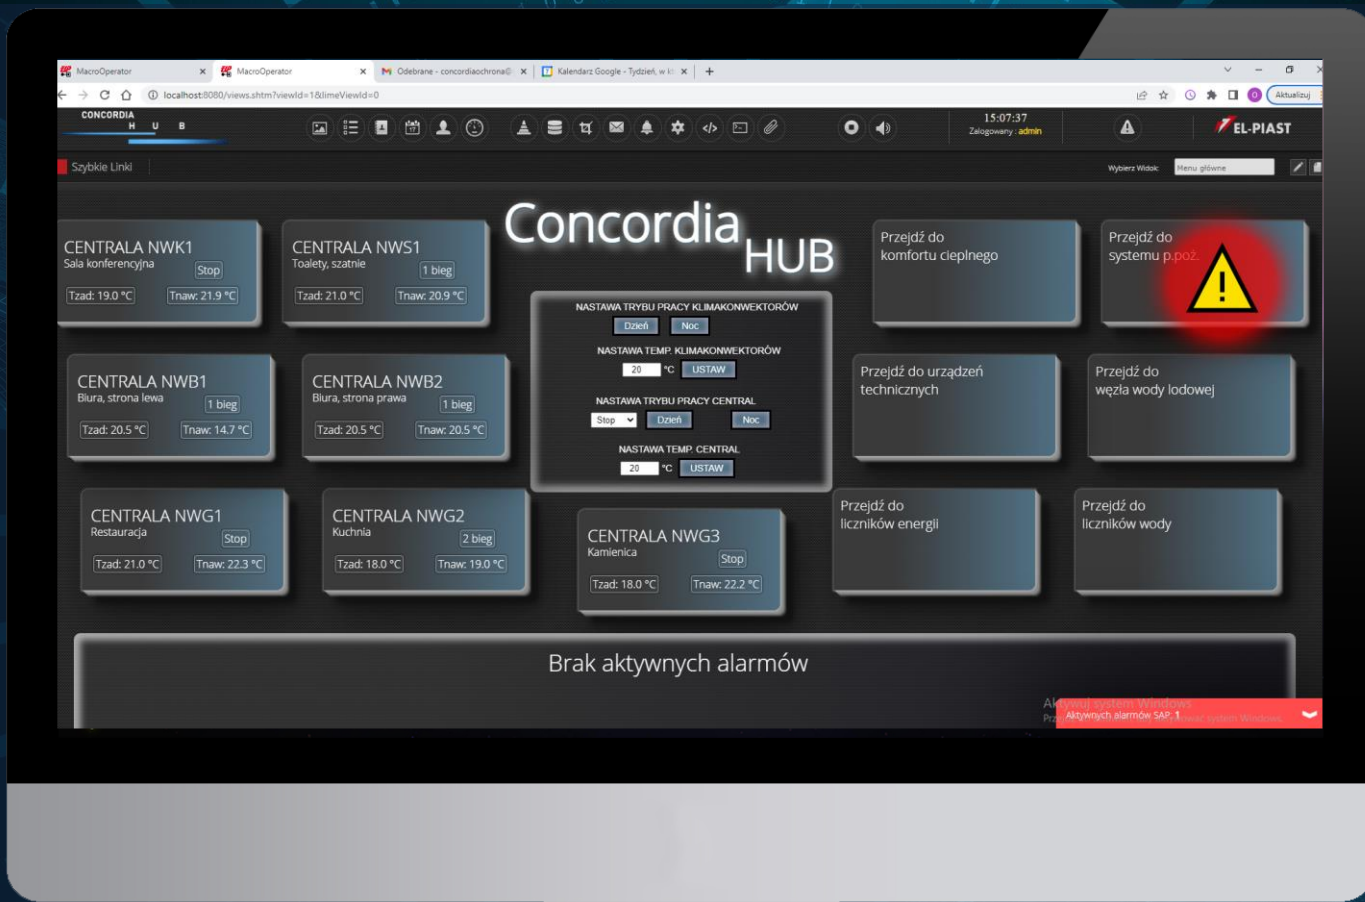 MacroOperator
MacroOperator
Odebrane - concordiaochrona@
Kalendarz Google - Tydzień, w
localhost:8080/views.shtm?viewId=1&limeViewId=0
Aktualizuj
CONCORDIA
H U B
17
15:07:37
Zalogowany : admin
EL-PIAST
Szybkie Linki
Wybierz Widok:
Menu główne
Concordia
HUB
CENTRALA NWK1
Sala konferencyjna
Stop
Tzad: 19.0 °C
Tnaw: 21.9 °C
CENTRALA NWS1
Toalety, szatnie
1 bieg
Tzad: 21.0 °C
Tnaw: 20.9 °C
Przejdź do
komfortu cieplnego
Przejdź do
systemu p.poż.
NASTAWA TRYBU PRACY KLIMAKONWEKTORÓW
Dzień Noc
NASTAWA TEMP. KLIMAKONWEKTORÓW
20 °C USTAW
NASTAWA TRYBU PRACY CENTRAL
Stop Dzień Noc
NASTAWA TEMP. CENTRAL
20 °C USTAW
CENTRALA NWB1
Biura, strona lewa
1 bieg
Tzad: 20.5 °C
Tnaw: 14.7 °C
CENTRALA NWB2
Biura, strona prawa
1 bieg
Tzad: 20.5 °C
Tnaw: 20.5 °C
Przejdź do urządzeń
technicznych
Przejdź do
węzła wody lodowej
CENTRALA NWG1
Restauracja
Stop
Tzad: 21.0 °C
Tnaw: 22.3 °C
CENTRALA NWG2
Kuchnia
2 bieg
Tzad: 18.0 °C
Tnaw: 19.0 °C
CENTRALA NWG3
Kamienica
Stop
Tzad: 18.0 °C
Tnaw: 22.2 °C
Przejdź do
liczników energii
Przejdź do
liczników wody
Brak aktywnych alarmów
Aktywuj system Windows
Aktywnych alarmów SAP: 1
system Windows.